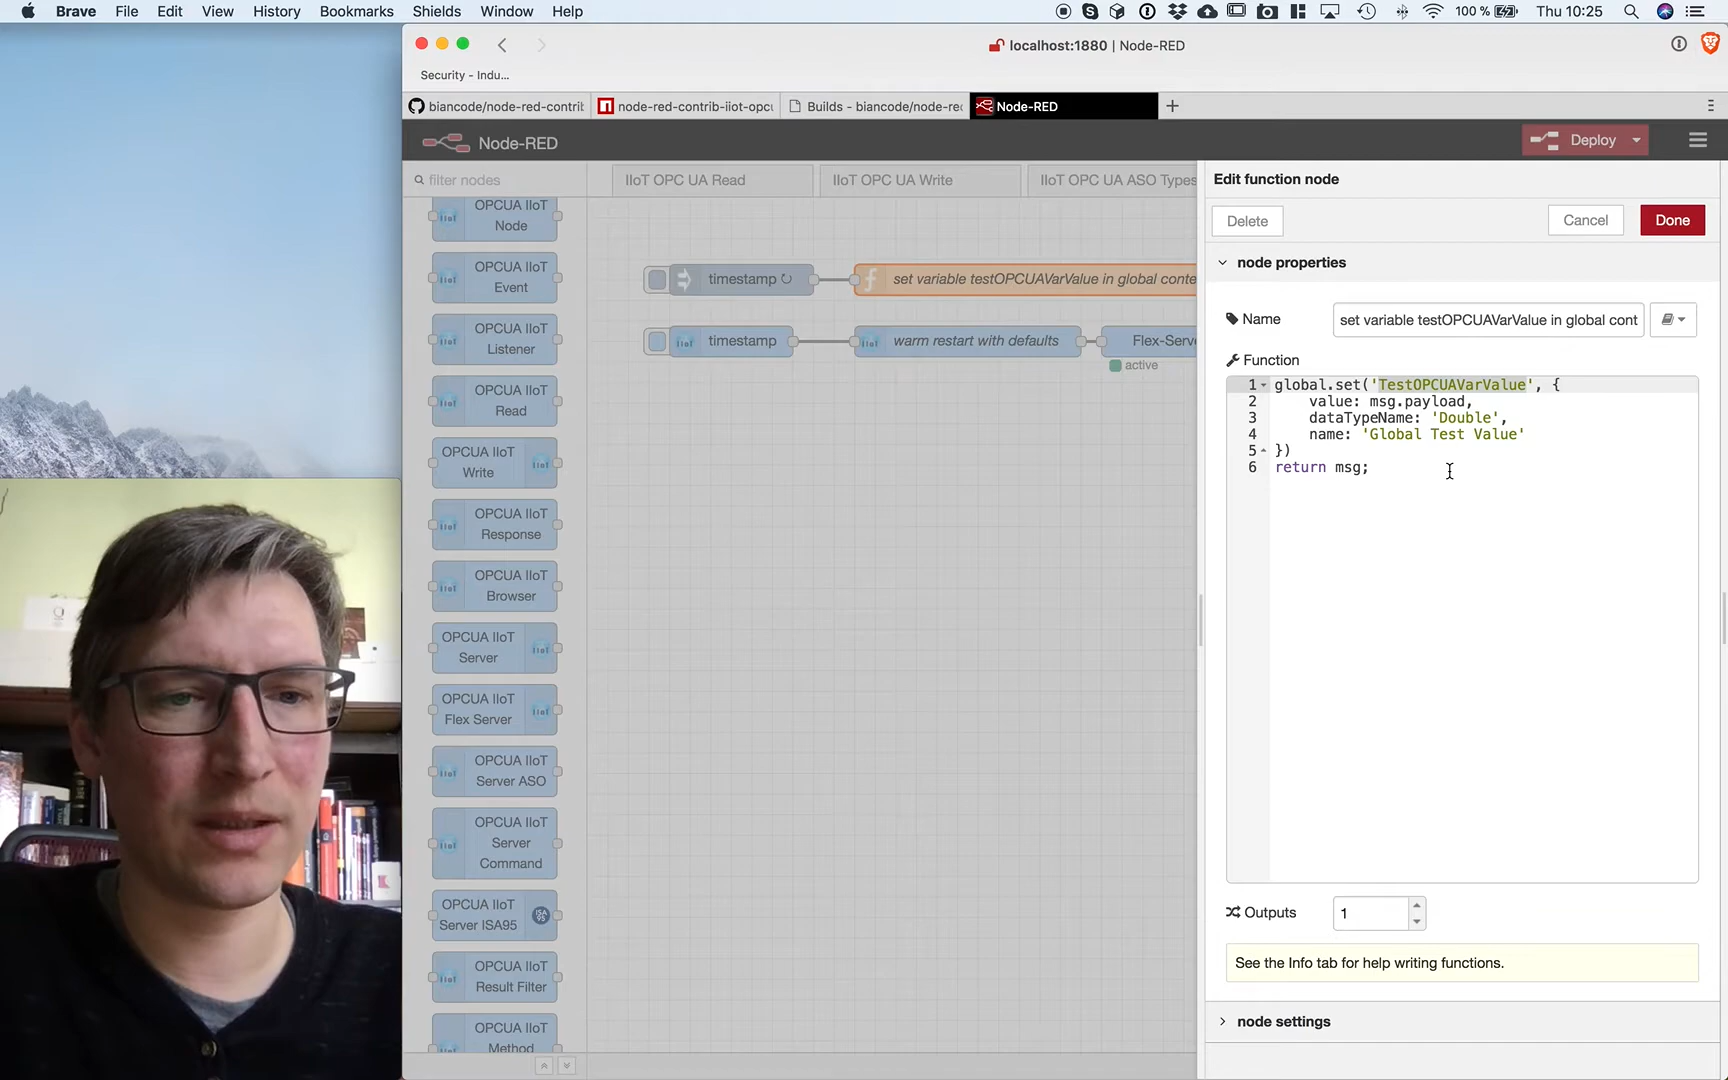 Brave File Edit View History Bookmarks Shields Window Help 100 % Thu 10:25
localhost:1880 | Node-RED
Security - Indu...
biancode/node-red-contrib
node-red-contrib-iiot-opcu
Builds - biancode/node-rec
Node-RED
Node-RED
Deploy
filter nodes
IIoT OPC UA Read
IIoT OPC UA Write
IIoT OPC UA ASO Types
OPCUA IIoT
Node
OPCUA IIoT
Event
OPCUA IIoT
Listener
OPCUA IIoT
Read
OPCUA IIoT
Write
OPCUA IIoT
Response
OPCUA IIoT
Browser
OPCUA IIoT
Server
OPCUA IIoT
Flex Server
OPCUA IIoT
Server ASO
OPCUA IIoT
Server
Command
OPCUA IIoT
Server ISA95
ISA
95
OPCUA IIoT
Result Filter
OPCUA IIoT
Method
timestamp ↻
set variable testOPCUAVarValue in global conte
timestamp
warm restart with defaults
Flex-Serve
active
Edit function node
Delete
Cancel
Done
node properties
Name
set variable testOPCUAVarValue in global cont
Function
1 global.set('TestOPCUAVarValue', {
2 value: msg.payload,
3 dataTypeName: 'Double',
4 name: 'Global Test Value'
5 })
6 return msg;
Outputs
1
See the Info tab for help writing functions.
node settings